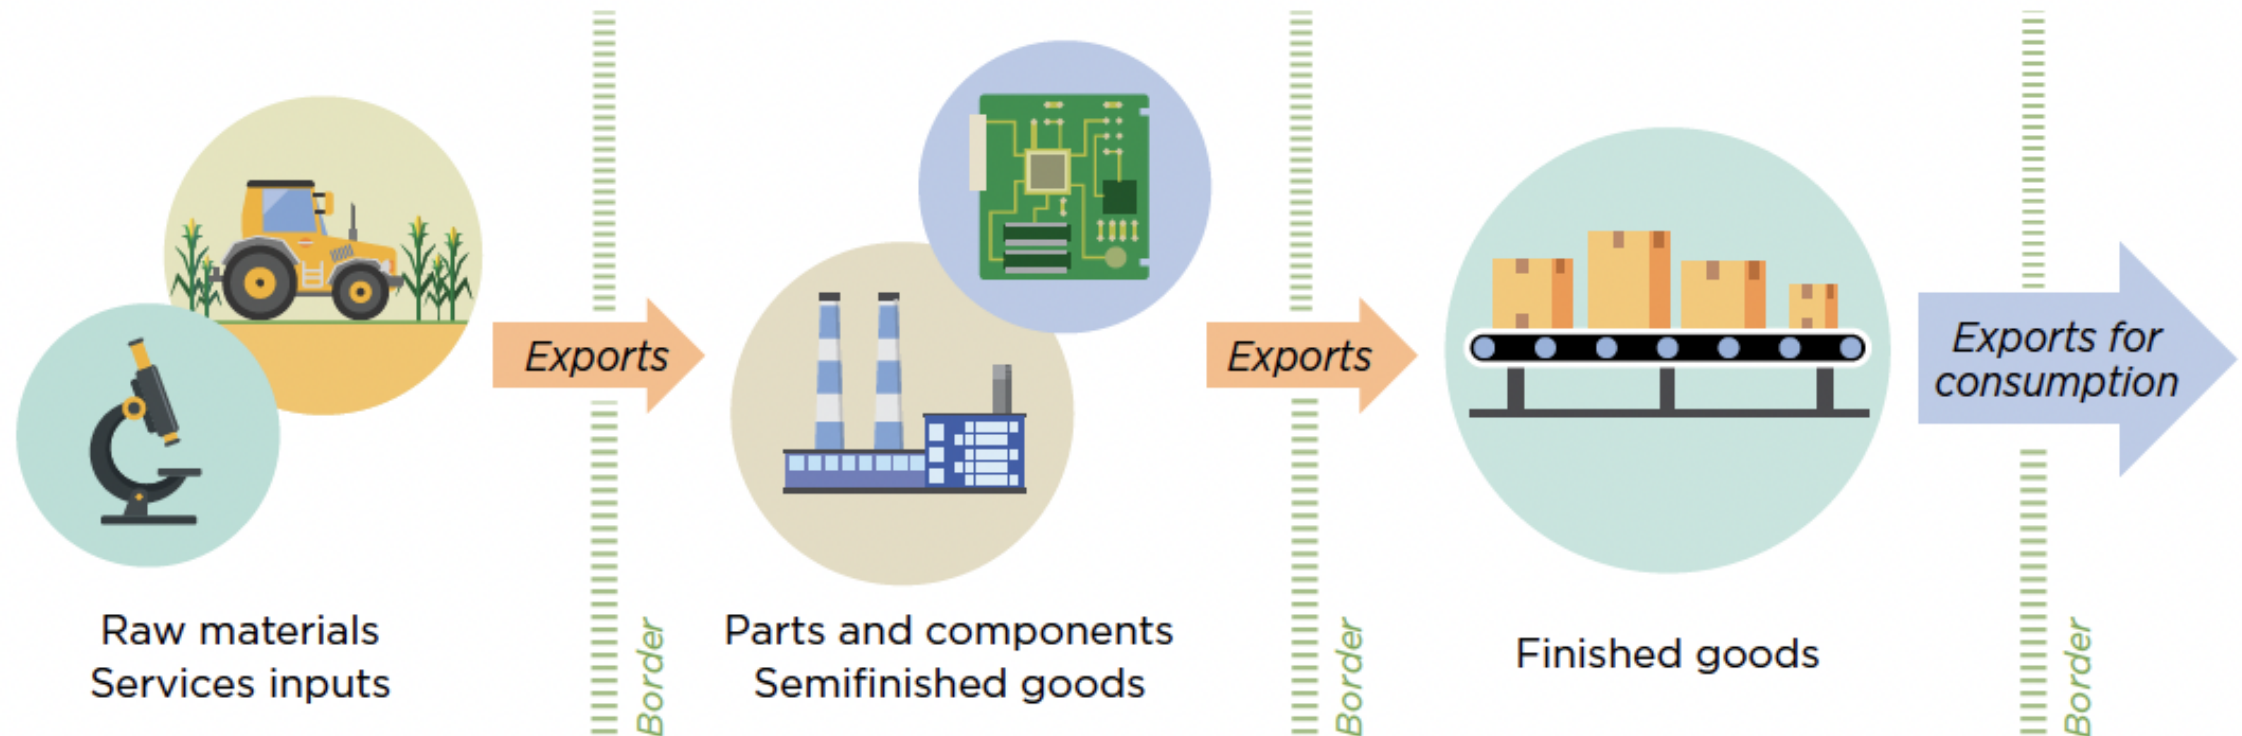 Exports
Exports
Exports for
consumption
Raw materials
Services inputs
Border
Parts and components
Semifinished goods
Border
Finished goods
Border